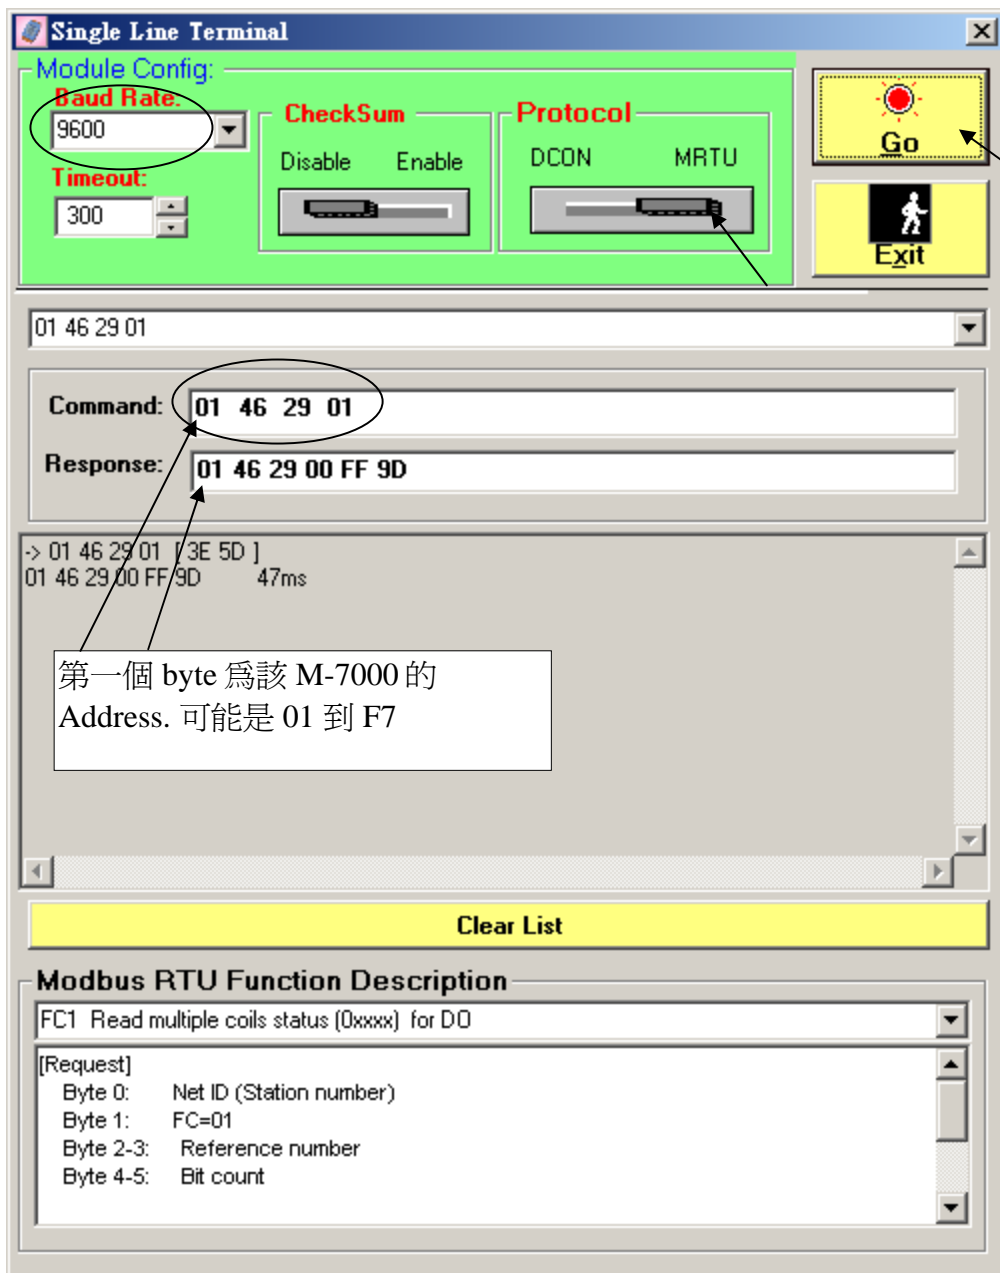 Single Line Terminal
Module Config:
Baud Rate:
9600
Timeout:
300
CheckSum
Disable Enable
Protocol
DCON MRTU
Go
Exit
01 46 29 01
Command: 01 46 29 01
Response: 01 46 29 00 FF 9D
-> 01 46 29 01 [ 3E 5D ]
01 46 29 00 FF 9D 47ms
第一個 byte 爲該 M-7000 的
Address. 可能是 01 到 F7
Clear List
Modbus RTU Function Description
FC1 Read multiple coils status (0xxxx) for DO
[Request]
Byte 0: Net ID (Station number)
Byte 1: FC=01
Byte 2-3: Reference number
Byte 4-5: Bit count